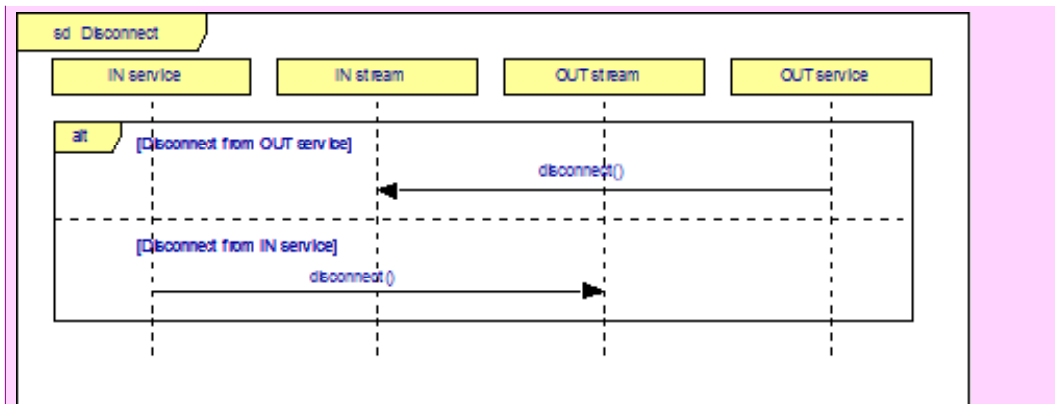 sd Disconnect
IN service
IN stream
OUT stream
OUT service
alt
[Disconnect from OUT service]
disconnect()
[Disconnect from IN service]
disconnect()